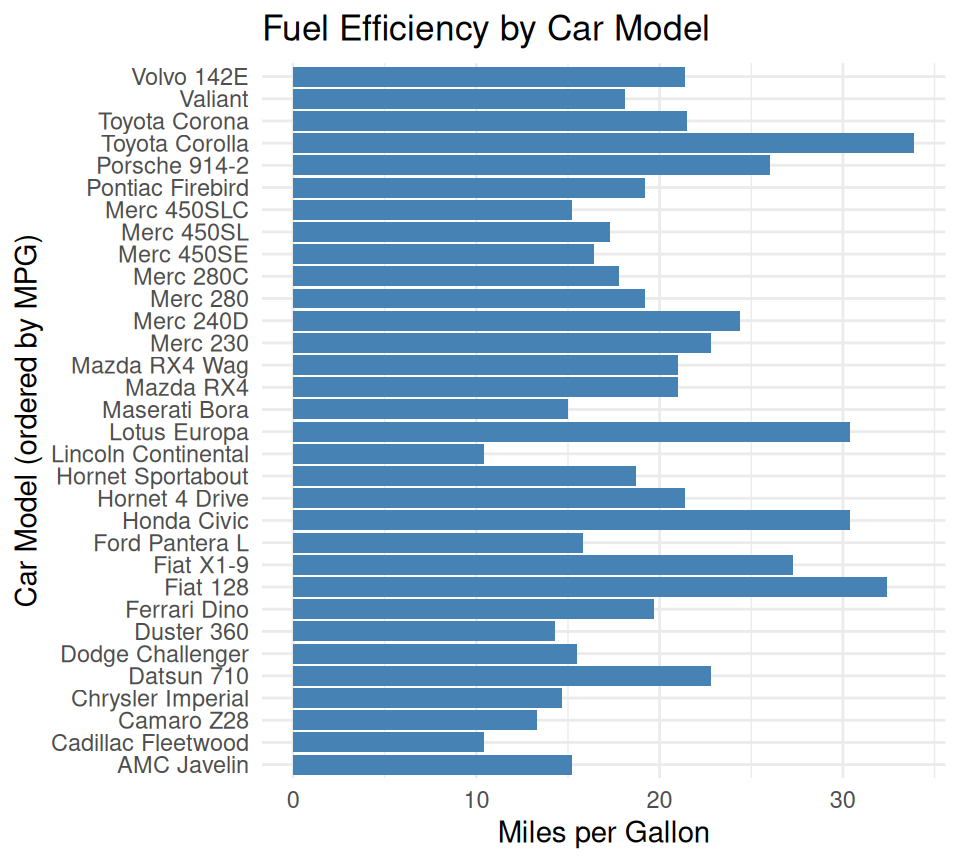 Fuel Efficiency by Car Model
Car Model (ordered by MPG)
Volvo 142E
Valiant
Toyota Corona
Toyota Corolla
Porsche 914-2
Pontiac Firebird
Merc 450SLC
Merc 450SL
Merc 450SE
Merc 280C
Merc 280
Merc 240D
Merc 230
Mazda RX4 Wag
Mazda RX4
Maserati Bora
Lotus Europa
Lincoln Continental
Hornet Sportabout
Hornet 4 Drive
Honda Civic
Ford Pantera L
Fiat X1-9
Fiat 128
Ferrari Dino
Duster 360
Dodge Challenger
Datsun 710
Chrysler Imperial
Camaro Z28
Cadillac Fleetwood
AMC Javelin
0 10 20 30
Miles per Gallon